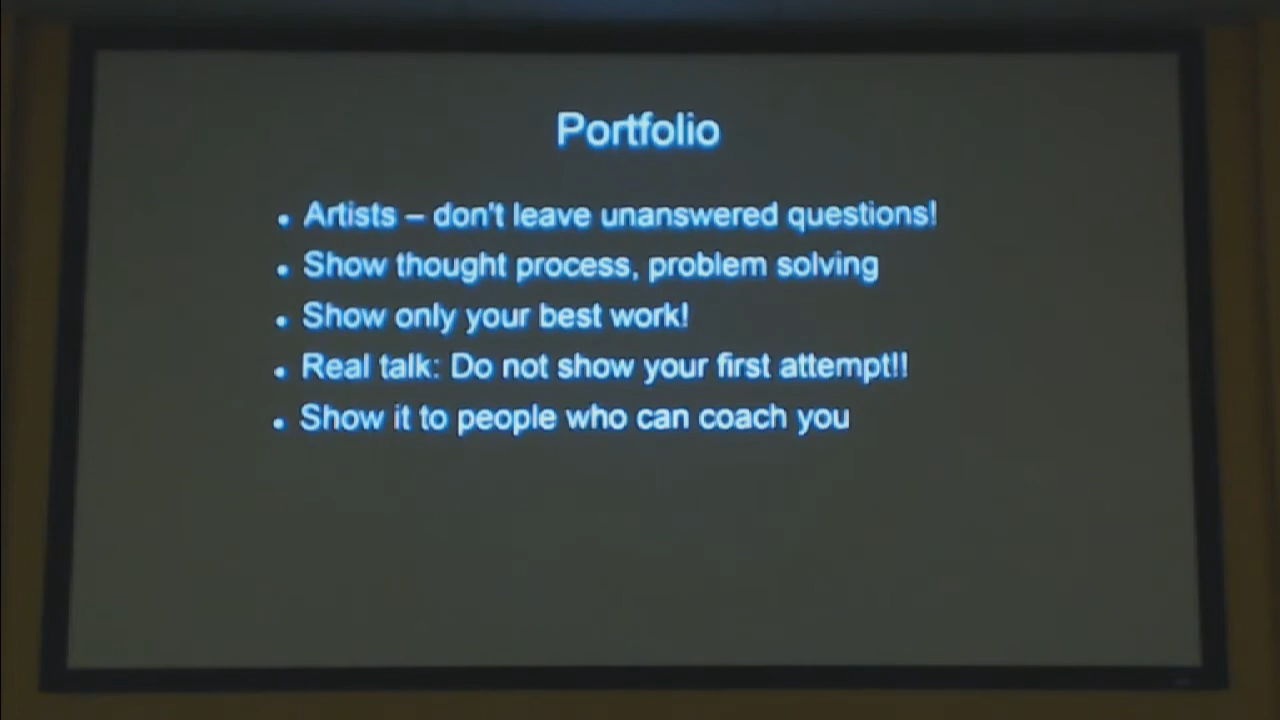 Portfolio
• Artists – don't leave unanswered questions!
• Show thought process, problem solving
• Show only your best work!
• Real talk: Do not show your first attempt!!
• Show it to people who can coach you